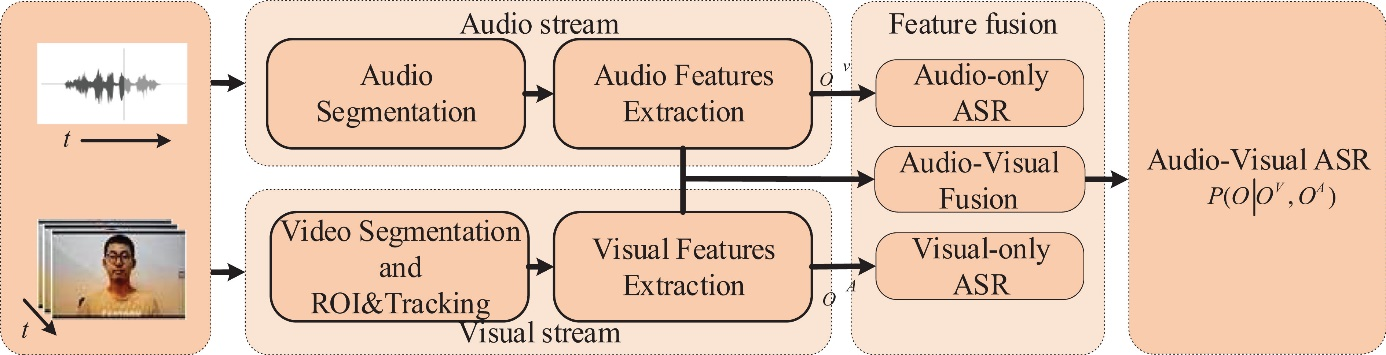 t
t
Audio stream
Audio
Segmentation
Audio Features
Extraction
O^v
Video Segmentation
and
ROI&Tracking
Visual Features
Extraction
O^A
Visual stream
Feature fusion
Audio-only
ASR
Audio-Visual
Fusion
Visual-only
ASR
Audio-Visual ASR
P(O|O^V, O^A)